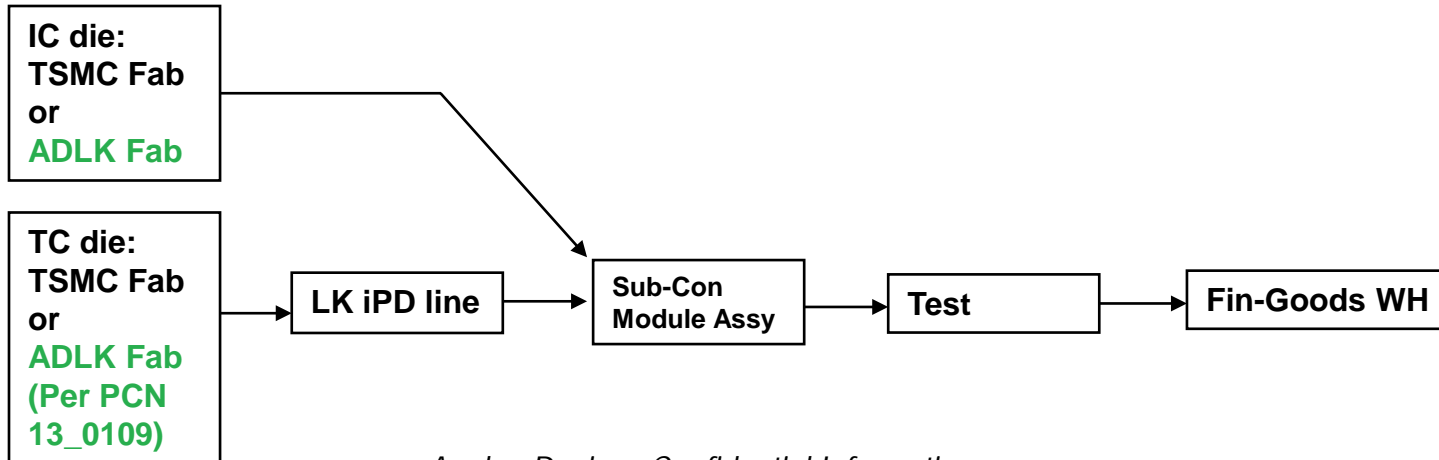 IC die:
TSMC Fab
or
ADLK Fab
TC die:
TSMC Fab
or
ADLK Fab
(Per PCN
13_0109)
LK iPD line
Sub-Con
Module Assy
Test
Fin-Goods WH